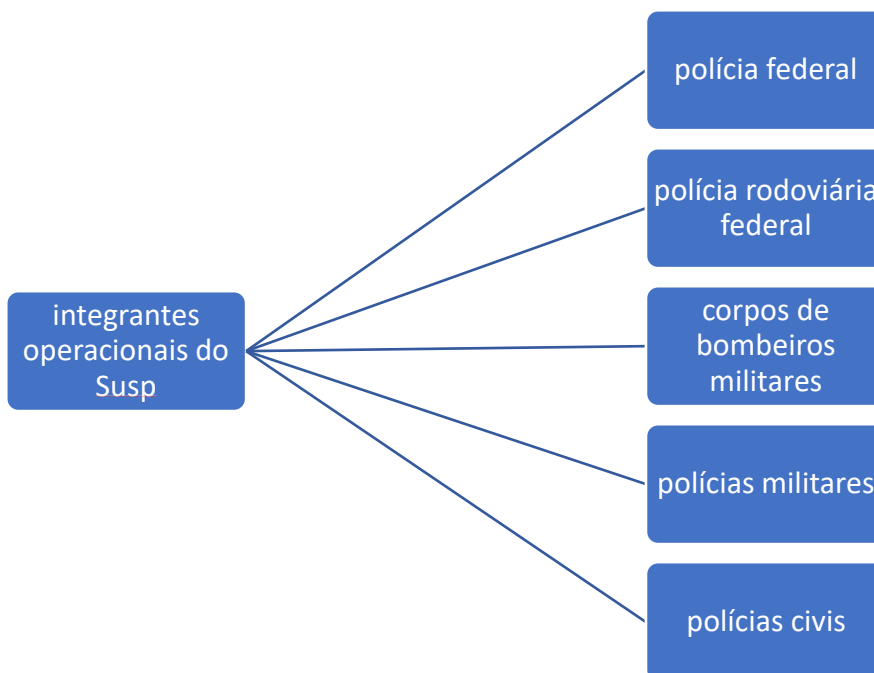 integrantes
operacionais do
Susp
polícia federal
polícia rodoviária
federal
corpos de
bombeiros
militares
polícias militares
polícias civis